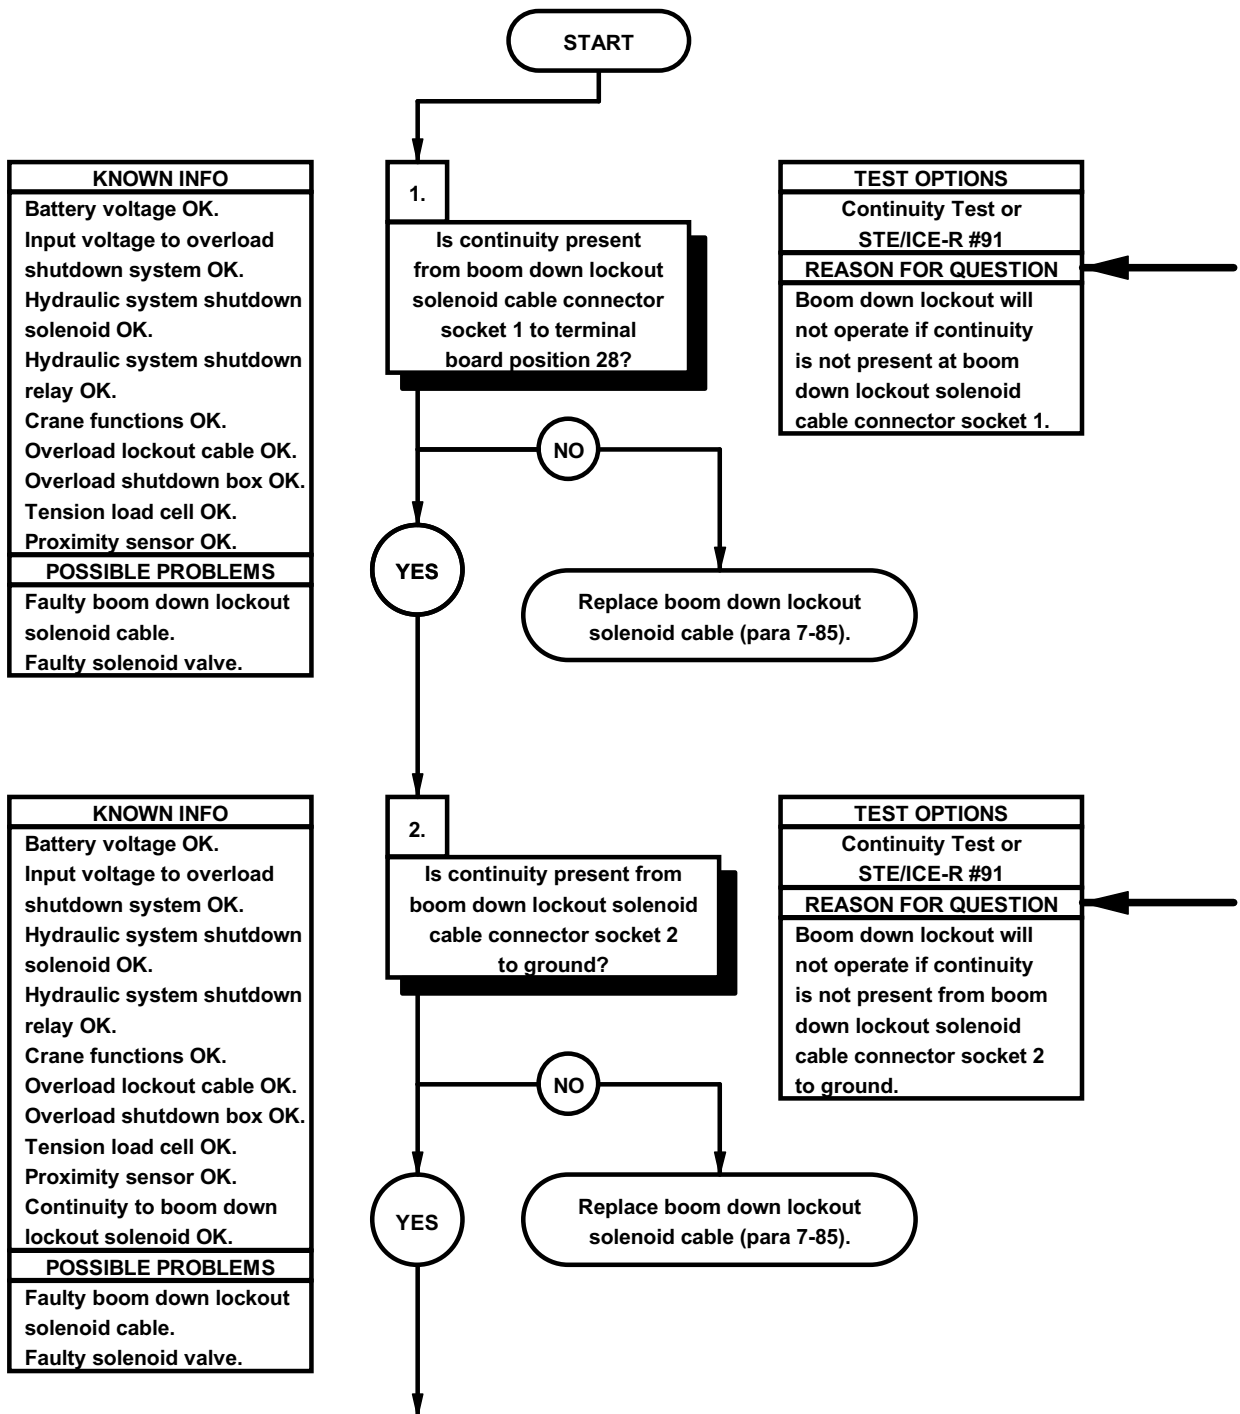 START
KNOWN INFO
Battery voltage OK.
Input voltage to overload
shutdown system OK.
Hydraulic system shutdown
solenoid OK.
Hydraulic system shutdown
relay OK.
Crane functions OK.
Overload lockout cable OK.
Overload shutdown box OK.
Tension load cell OK.
Proximity sensor OK.
POSSIBLE PROBLEMS
Faulty boom down lockout
solenoid cable.
Faulty solenoid valve.
1.
Is continuity present
from boom down lockout
solenoid cable connector
socket 1 to terminal
board position 28?
NO
YES
Replace boom down lockout
solenoid cable (para 7-85).
TEST OPTIONS
Continuity Test or
STE/ICE-R #91
REASON FOR QUESTION
Boom down lockout will
not operate if continuity
is not present at boom
down lockout solenoid
cable connector socket 1.
KNOWN INFO
Battery voltage OK.
Input voltage to overload
shutdown system OK.
Hydraulic system shutdown
solenoid OK.
Hydraulic system shutdown
relay OK.
Crane functions OK.
Overload lockout cable OK.
Overload shutdown box OK.
Tension load cell OK.
Proximity sensor OK.
Continuity to boom down
lockout solenoid OK.
POSSIBLE PROBLEMS
Faulty boom down lockout
solenoid cable.
Faulty solenoid valve.
2.
Is continuity present from
boom down lockout solenoid
cable connector socket 2
to ground?
NO
YES
Replace boom down lockout
solenoid cable (para 7-85).
TEST OPTIONS
Continuity Test or
STE/ICE-R #91
REASON FOR QUESTION
Boom down lockout will
not operate if continuity
is not present from boom
down lockout solenoid
cable connector socket 2
to ground.